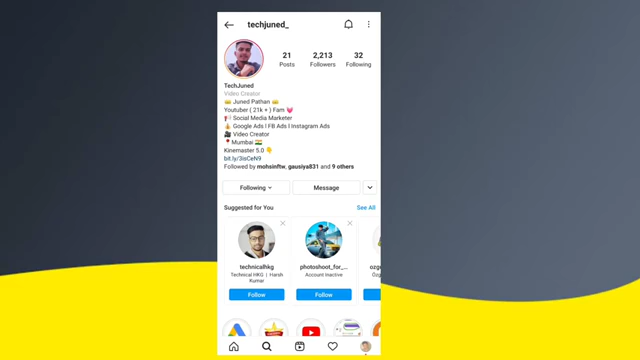 techjuned_
21
2,213
32
Posts
Followers
Following
TechJuned
Video Creator
👑 Juned Pathan 👑
Youtuber ( 21k + ) Fam 💓
📢 Social Media Marketer
👍 Google Ads I FB Ads I Instagram Ads
🎥 Video Creator
📍Mumbai 🇮🇳
Kinemaster 5.0 👇
bit.ly/3isCeN9
Followed by mohsinftw, gausiya831 and 9 others
Following
Message
Suggested for You
See All
technicalhkg
Technical HKG | Harsh
Kumar
Follow
photoshoot_for_...
Account inactive
Follow
ozge
Can